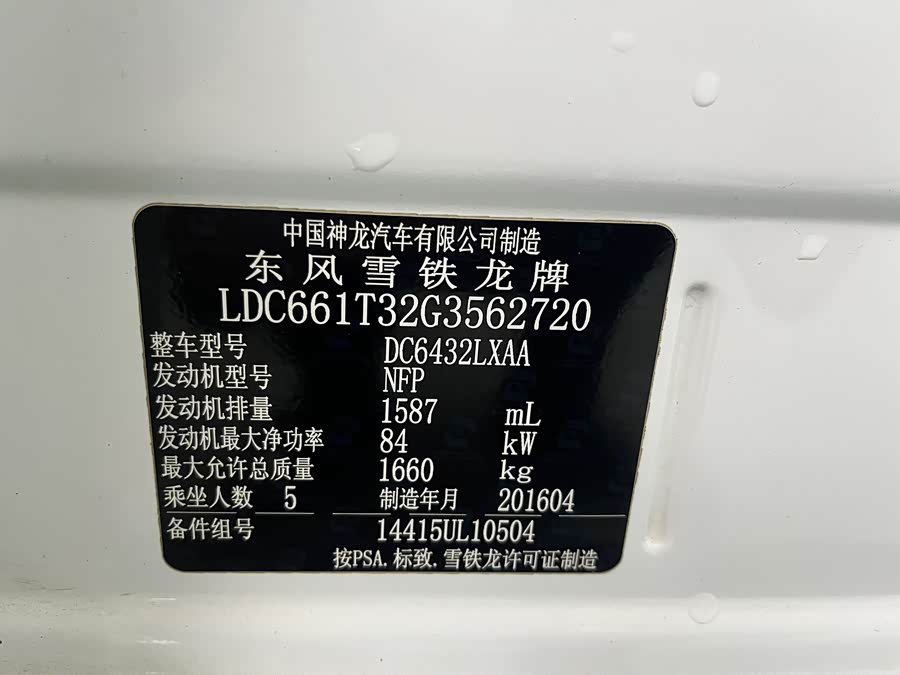 中国神龙汽车有限公司制造
东风雪铁龙牌
LDC661T32G3562720
整车型号 DC6432LXAA
发动机型号 NFP
发动机排量 1587 mL
发动机最大净功率 84 kW
最大允许总质量 1660 kg
乘坐人数 5 制造年月 201604
备件组号 14415UL10504
按PSA.标致.雪铁龙许可证制造